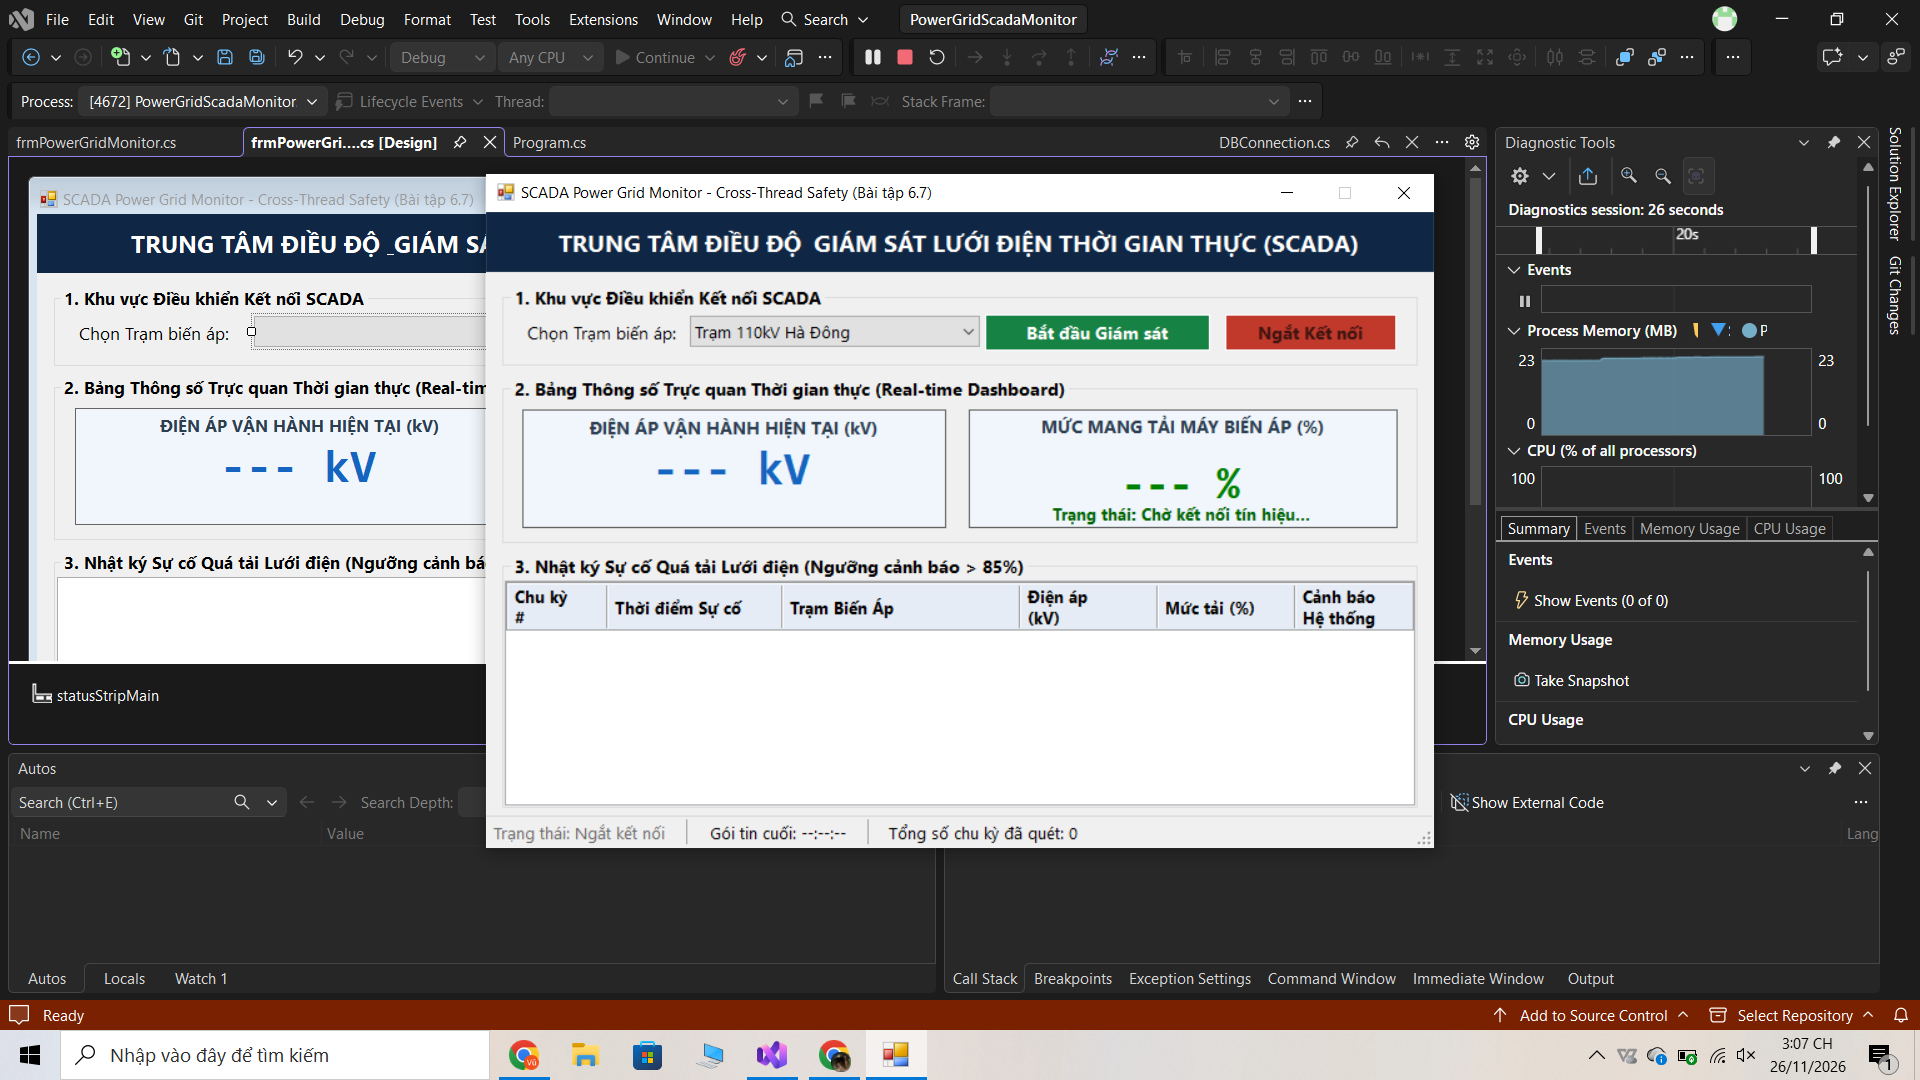 File Edit View Git Project Build Debug Format Test Tools Extensions Window Help Search PowerGridScadaMonitor
Debug Any CPU Continue
Process: [4672] PowerGridScadaMonitor. Lifecycle Events Thread: Stack Frame:
frmPowerGridMonitor.cs frmPowerGri....cs [Design] Program.cs DBConnection.cs
SCADA Power Grid Monitor - Cross-Thread Safety (Bài tập 6.7)
TRUNG TÂM ĐIỀU ĐỘ _GIÁM SÁ
1. Khu vực Điều khiển Kết nối SCADA
Chọn Trạm biến áp:
2. Bảng Thông số Trực quan Thời gian thực (Real-tim
ĐIỆN ÁP VẬN HÀNH HIỆN TẠI (kV)
--- kV
3. Nhật ký Sự cố Quá tải Lưới điện (Ngưỡng cảnh bá
statusStripMain
SCADA Power Grid Monitor - Cross-Thread Safety (Bài tập 6.7)
TRUNG TÂM ĐIỀU ĐỘ GIÁM SÁT LƯỚI ĐIỆN THỜI GIAN THỰC (SCADA)
1. Khu vực Điều khiển Kết nối SCADA
Chọn Trạm biến áp: Trạm 110kV Hà Đông Bắt đầu Giám sát Ngắt Kết nối
2. Bảng Thông số Trực quan Thời gian thực (Real-time Dashboard)
ĐIỆN ÁP VẬN HÀNH HIỆN TẠI (kV)
--- kV
MỨC MANG TẢI MÁY BIẾN ÁP (%)
--- %
Trạng thái: Chờ kết nối tín hiệu...
3. Nhật ký Sự cố Quá tải Lưới điện (Ngưỡng cảnh báo > 85%)
Chu kỳ # Thời điểm Sự cố Trạm Biến Áp Điện áp (kV) Mức tải (%) Cảnh báo Hệ thống
Trạng thái: Ngắt kết nối Gói tin cuối: --:--:-- Tổng số chu kỳ đã quét: 0
Diagnostic Tools
Diagnostics session: 26 seconds
20s
Events
Process Memory (MB) P
23 23
0 0
CPU (% of all processors)
100 100
Summary Events Memory Usage CPU Usage
Events
Show Events (0 of 0)
Memory Usage
Take Snapshot
CPU Usage
Solution Explorer
Git Changes
Autos
Search (Ctrl+E) Search Depth:
Name Value
Autos Locals Watch 1
Show External Code
Lang
Call Stack Breakpoints Exception Settings Command Window Immediate Window Output
Ready Add to Source Control Select Repository
Nhập vào đây để tìm kiếm
Vũ
3:07 CH
26/11/2026
1